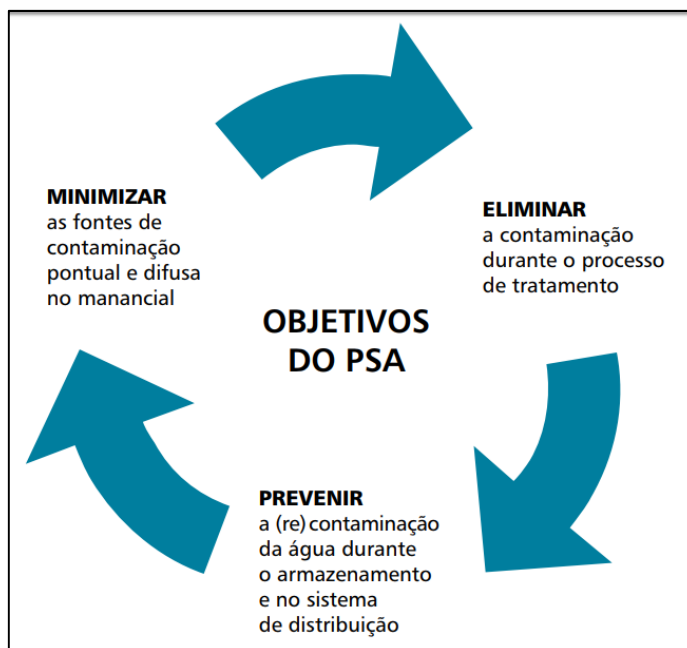 MINIMIZAR
as fontes de
contaminação
pontual e difusa
no manancial
ELIMINAR
a contaminação
durante o processo
de tratamento
OBJETIVOS
DO PSA
PREVENIR
a (re)contaminação
da água durante
o armazenamento
e no sistema
de distribuição